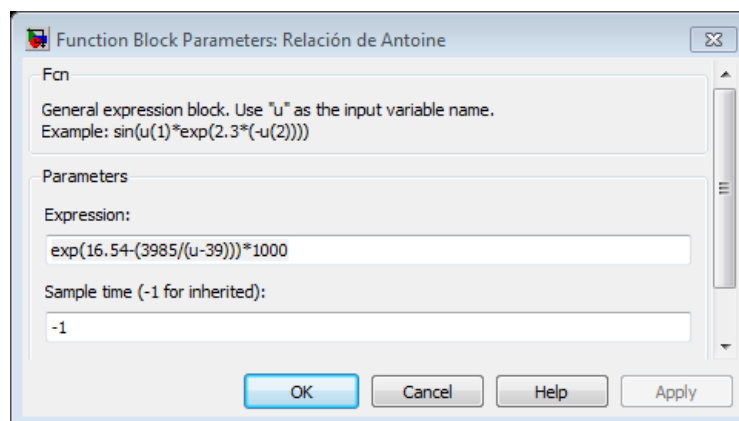 Function Block Parameters: Relación de Antoine
Fcn
General expression block. Use "u" as the input variable name.
Example: sin(u(1)*exp(2.3*(-u(2))))
Parameters
Expression:
exp(16.54-(3985/(u-39)))*1000
Sample time (-1 for inherited):
-1
OK Cancel Help Apply